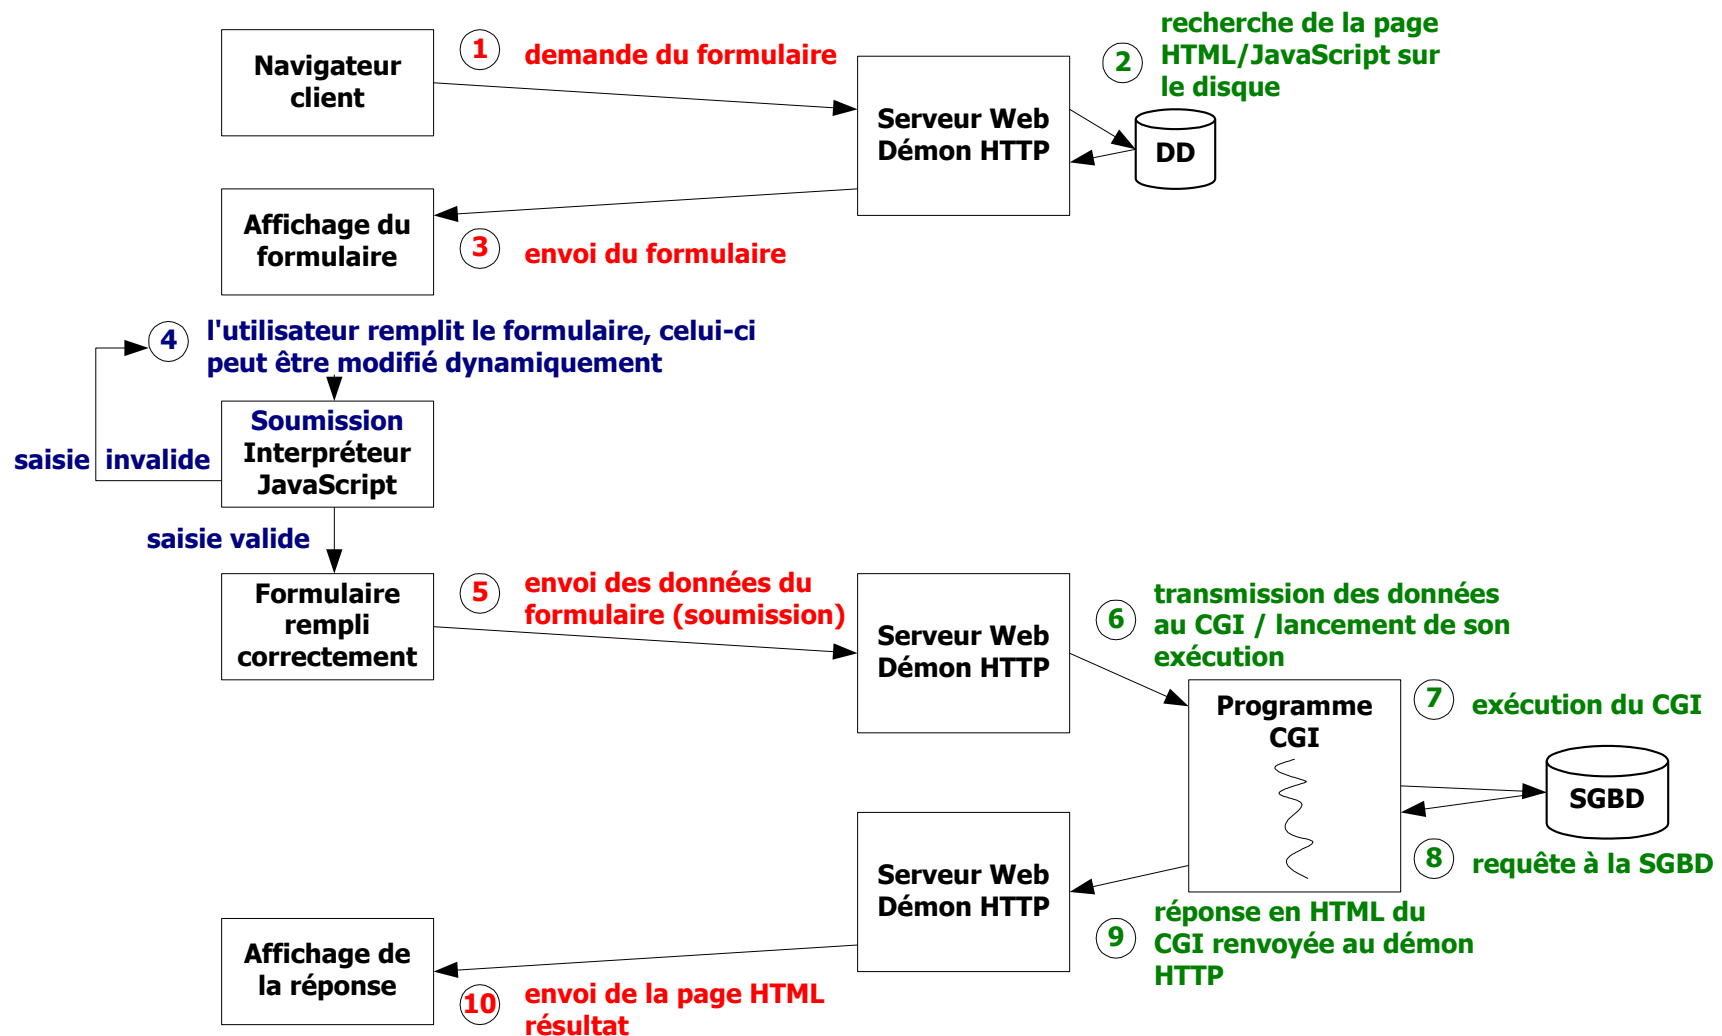 Navigateur
client
1
demande du formulaire
Serveur Web
Démon HTTP
2
recherche de la page
HTML/JavaScript sur
le disque
DD
Affichage du
formulaire
3
envoi du formulaire
4
l'utilisateur remplit le formulaire, celui-ci
peut être modifié dynamiquement
Soumission
Interpréteur
JavaScript
saisie invalide
saisie valide
Formulaire
rempli
correctement
5
envoi des données du
formulaire (soumission)
Serveur Web
Démon HTTP
6
transmission des données
au CGI / lancement de son
exécution
Programme
CGI
7
exécution du CGI
SGBD
8
requête à la SGBD
Serveur Web
Démon HTTP
9
réponse en HTML du
CGI renvoyée au démon
HTTP
Affichage de
la réponse
10
envoi de la page HTML
résultat